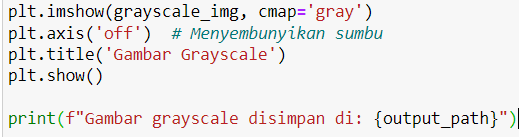 plt.imshow(grayscale_img, cmap='gray')
plt.axis('off')  # Menyembunyikan sumbu
plt.title('Gambar Grayscale')
plt.show()

print(f"Gambar grayscale disimpan di: {output_path}")